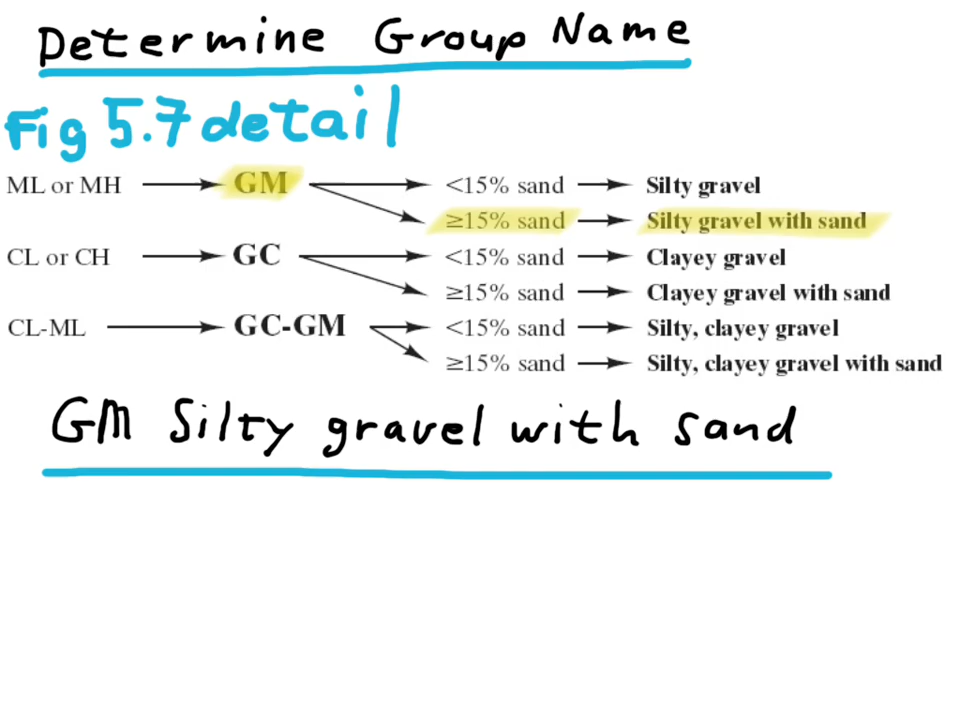 Determine Group Name
Fig 5.7 detail
ML or MH GM <15% sand Silty gravel
≥15% sand Silty gravel with sand
CL or CH GC <15% sand Clayey gravel
≥15% sand Clayey gravel with sand
CL-ML GC-GM <15% sand Silty, clayey gravel
≥15% sand Silty, clayey gravel with sand
GM Silty gravel with sand